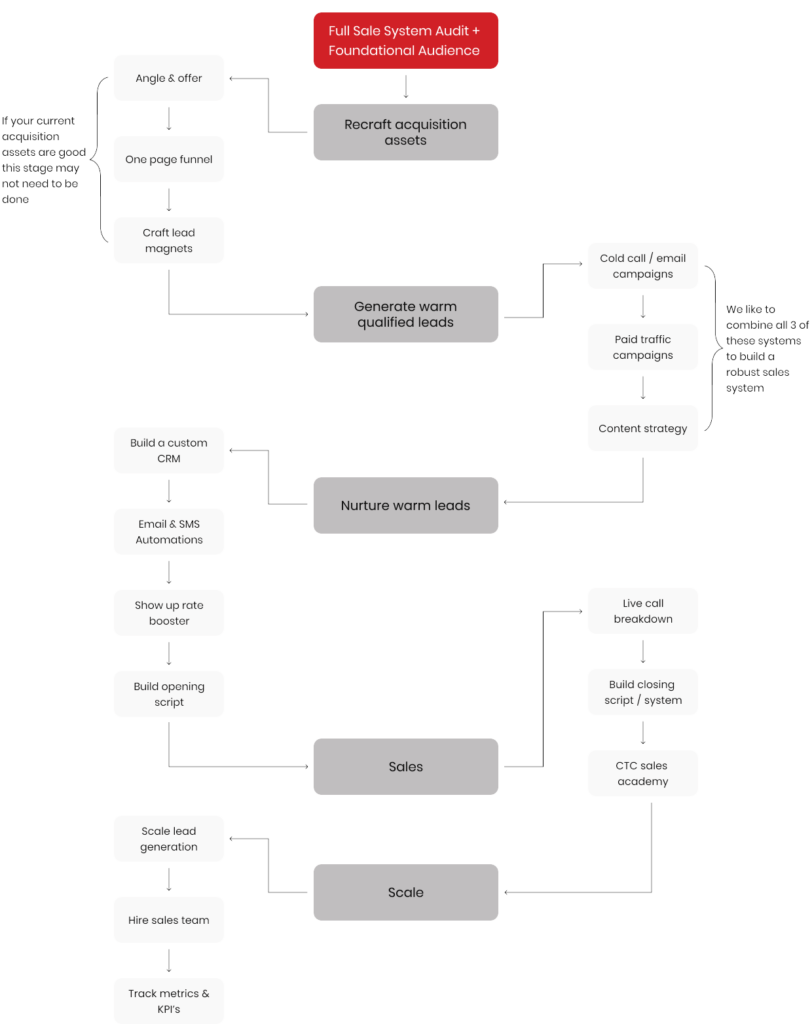 Full Sale System Audit +
Foundational Audience
Recraft acquisition
assets
Angle & offer
One page funnel
Craft lead
magnets
If your current
acquisition
assets are good
this stage may
not need to be
done
Generate warm
qualified leads
Cold call / email
campaigns
Paid traffic
campaigns
Content strategy
We like to
combine all 3 of
these systems
to build a
robust sales
system
Nurture warm leads
Build a custom
CRM
Email & SMS
Automations
Show up rate
booster
Build opening
script
Sales
Live call
breakdown
Build closing
script / system
CTC sales
academy
Scale
Scale lead
generation
Hire sales team
Track metrics &
KPI's